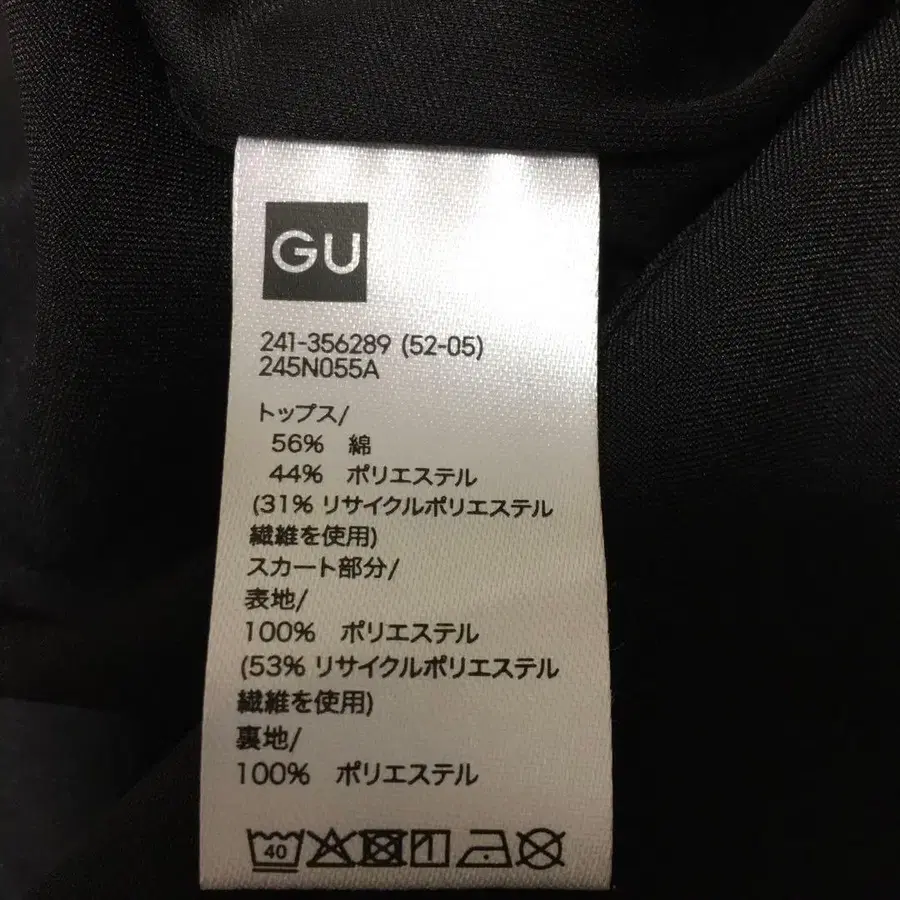 GU
241-356289 (52-05)
245N055A
トップス/
56% 綿
44% ポリエステル
(31% リサイクルポリエステル
繊維を使用)
スカート部分/
表地/
100% ポリエステル
(53% リサイクルポリエステル
繊維を使用)
裏地/
100% ポリエステル
40